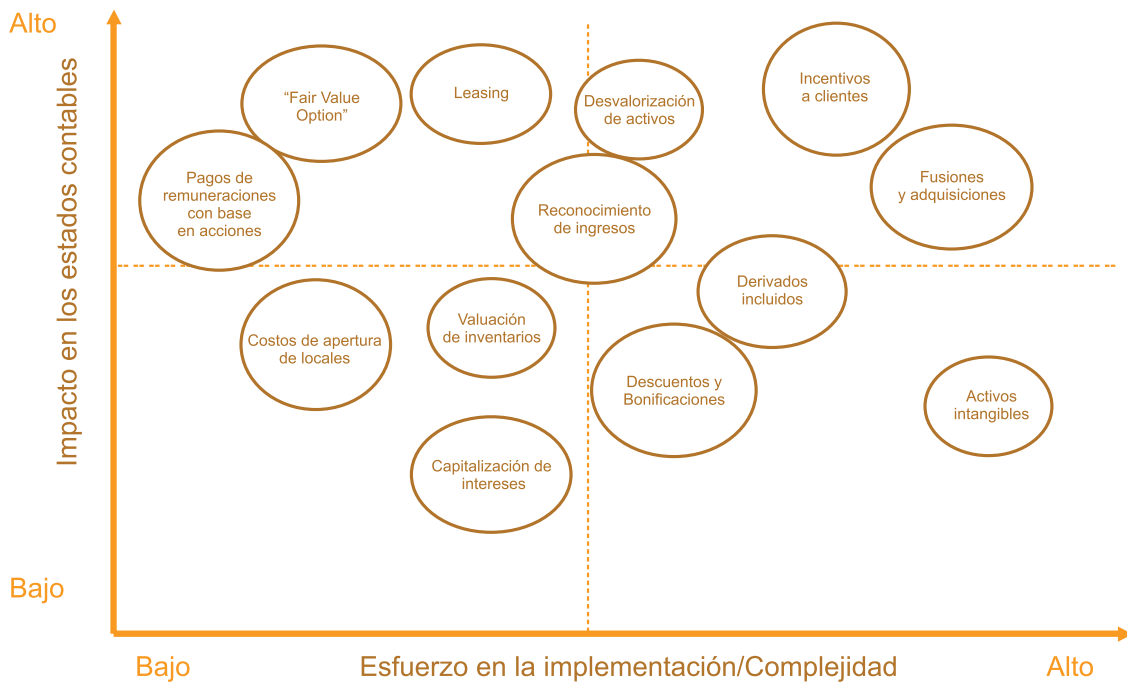 Alto
Impacto en los estados contables
Bajo
“Fair Value
Option”
Leasing
Desvalorización
de activos
Incentivos
a clientes
Pagos de
remuneraciones
con base
en acciones
Reconocimiento
de ingresos
Fusiones
y adquisiciones
Derivados
incluidos
Costos de apertura
de locales
Valuación
de inventarios
Descuentos y
Bonificaciones
Activos
intangibles
Capitalización de
intereses
Bajo
Esfuerzo en la implementación/Complejidad
Alto